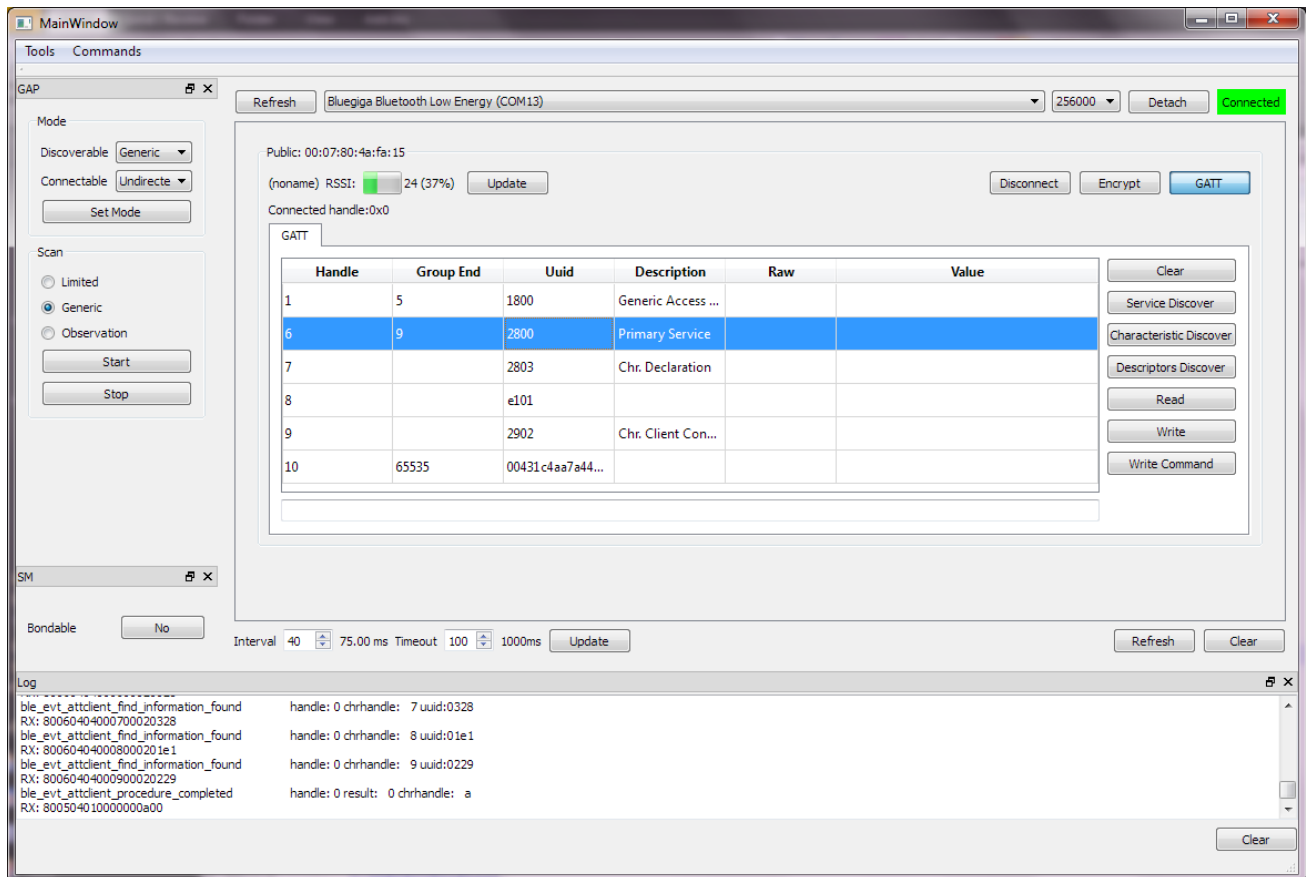 MainWindow
Tools Commands
GAP
Mode
Discoverable Generic
Connectable Undirecte
Set Mode
Scan
Limited
Generic
Observation
Start
Stop
SM
Bondable No
Refresh Bluegiga Bluetooth Low Energy (COM13) 256000 Detach Connected
Public: 00:07:80:4a:fa:15
(noname) RSSI: 24 (37%) Update Disconnect Encrypt GATT
Connected handle:0x0
GATT
Handle Group End Uuid Description Raw Value
1 5 1800 Generic Access ...
6 9 2800 Primary Service
7 2803 Chr. Declaration
8 e101
9 2902 Chr. Client Con...
10 65535 00431c4aa7a44...
Clear
Service Discover
Characteristic Discover
Descriptors Discover
Read
Write
Write Command
Interval 40 75.00 ms Timeout 100 1000ms Update Refresh Clear
Log
ble_evt_attclient_find_information_found handle: 0 chrhandle: 7 uuid:0328
RX: 80060404000700020328
ble_evt_attclient_find_information_found handle: 0 chrhandle: 8 uuid:01e1
RX: 800604040008000201e1
ble_evt_attclient_find_information_found handle: 0 chrhandle: 9 uuid:0229
RX: 80060404000900020229
ble_evt_attclient_procedure_completed handle: 0 result: 0 chrhandle: a
RX: 800504010000000a00
Clear